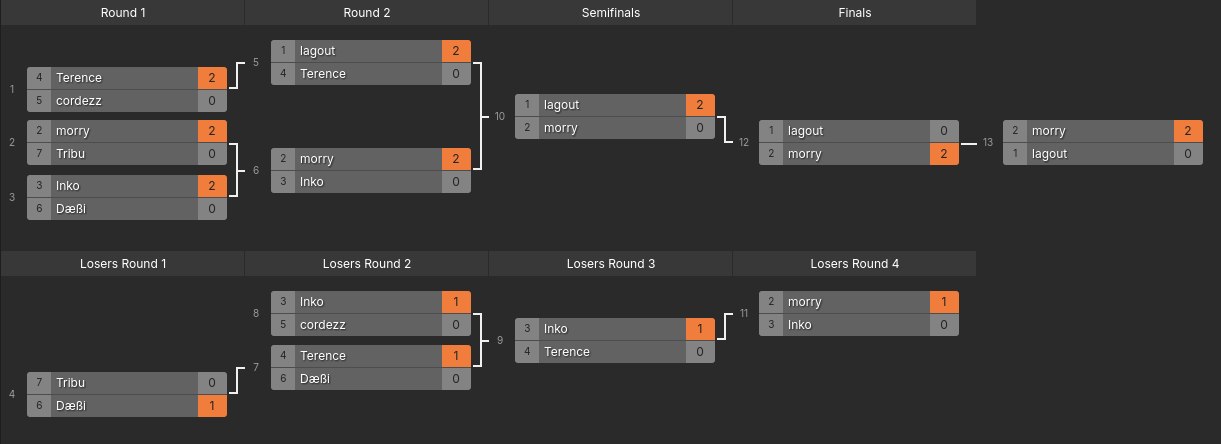 Round 1 Round 2 Semifinals Finals
1
4 Terence 2
5 cordezz 0
2
2 morry 2
7 Tribu 0
3
3 Inko 2
6 Dæßi 0
5
1 lagout 2
4 Terence 0
6
2 morry 2
3 Inko 0
10
1 lagout 2
2 morry 0
12
1 lagout 0
2 morry 2
13
2 morry 2
1 lagout 0
Losers Round 1 Losers Round 2 Losers Round 3 Losers Round 4
4
7 Tribu 0
6 Dæßi 1
8
3 Inko 1
5 cordezz 0
7
4 Terence 1
6 Dæßi 0
9
3 Inko 1
4 Terence 0
11
2 morry 1
3 Inko 0